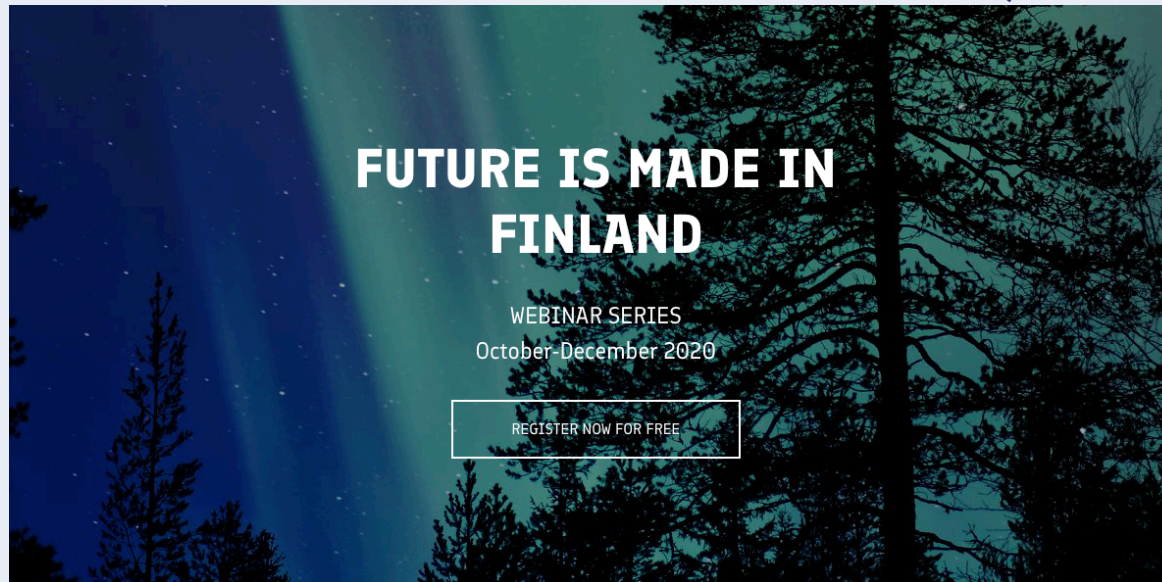 FUTURE IS MADE IN
FINLAND
WEBINAR SERIES
October-December 2020
REGISTER NOW FOR FREE